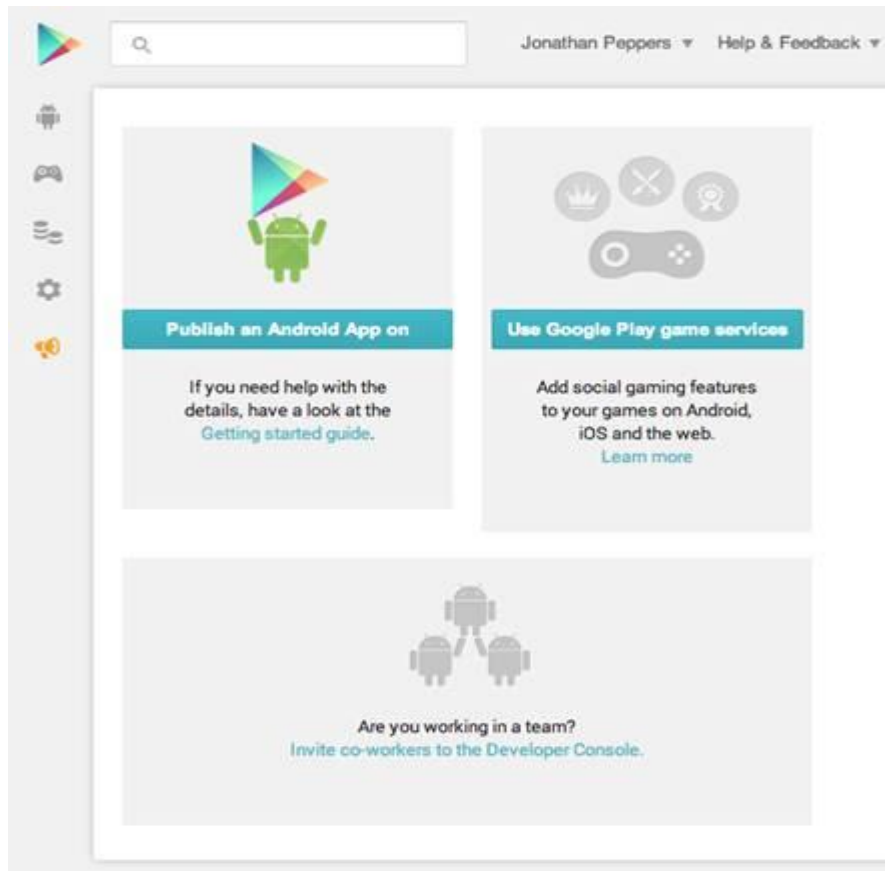 Jonathan Peppers Help & Feedback
Publish an Android App on
If you need help with the
details, have a look at the
Getting started guide.
Use Google Play game services
Add social gaming features
to your games on Android,
iOS and the web.
Learn more
Are you working in a team?
Invite co-workers to the Developer Console.